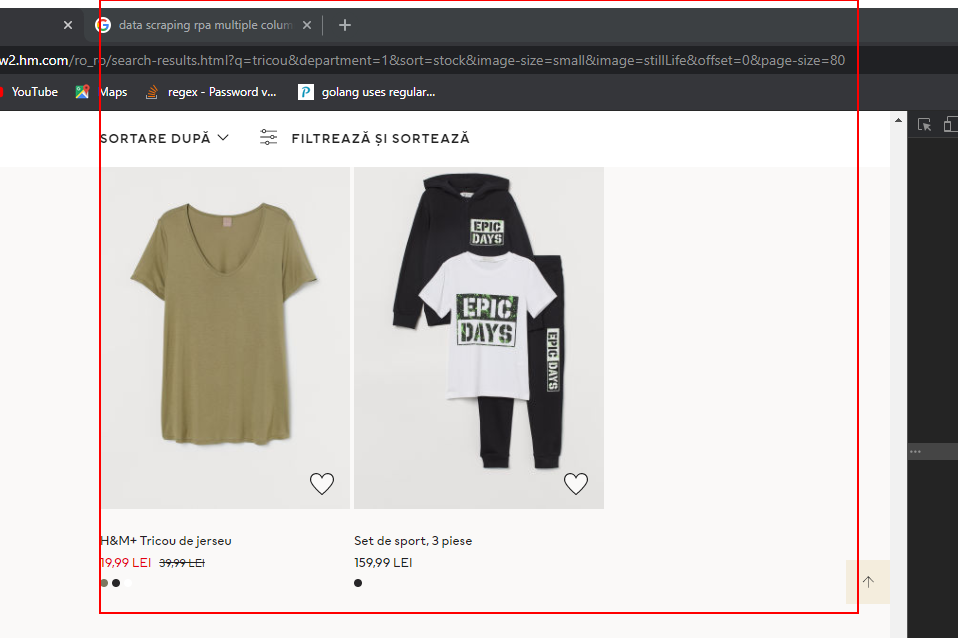 data scraping rpa multiple colum
w2.hm.com/ro_ro/search-results.html?q=tricou&department=1&sort=stock&image-size=small&image=stillLife&offset=0&page-size=80
YouTube Maps regex - Password v... golang uses regular...
SORTARE DUPĂ FILTREAZĂ ȘI SORTEAZĂ
EPIC
DAYS
EPIC
DAYS
EPIC DAYS
H&M+ Tricou de jerseu
19,99 LEI 39,99 LEI
Set de sport, 3 piese
159,99 LEI